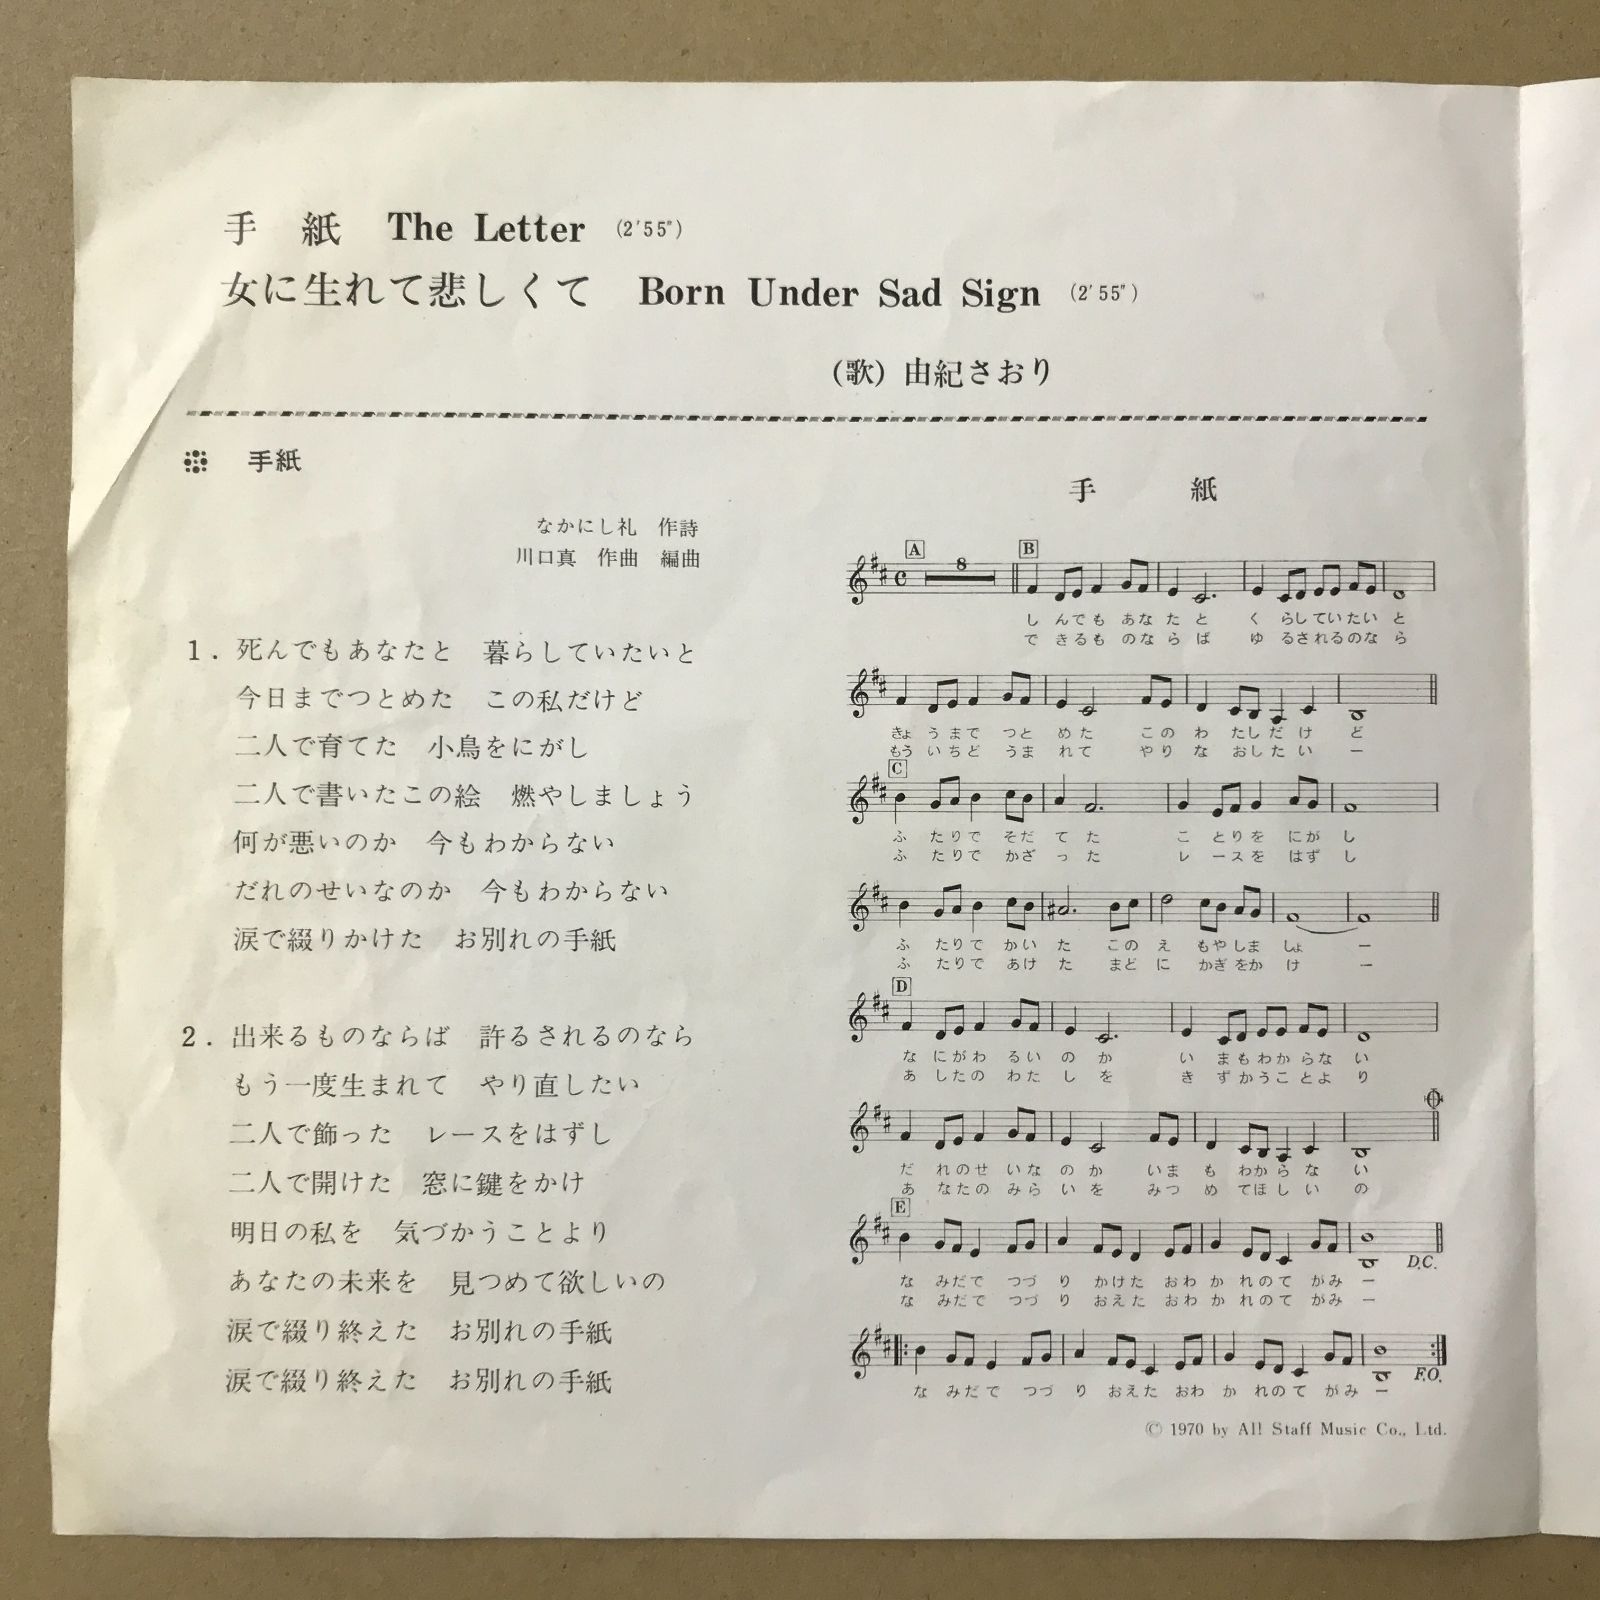 手紙 The Letter (2'55")
女に生れて悲しくて Born Under Sad Sign (2'55")
(歌) 由紀さおり
手紙
なかにし礼 作詩
川口真 作曲 編曲
1. 死んでもあなたと 暮らしていたいと
今日までつとめた この私だけど
二人で育てた 小鳥をにがし
二人で書いたこの絵 燃やしましょう
何が悪いのか 今もわからない
だれのせいなのか 今もわからない
涙で綴りかけた お別れの手紙
2. 出来るものならば 許るされるのなら
もう一度生まれて やり直したい
二人で飾った レースをはずし
二人で開けた 窓に鍵をかけ
明日の私を 気づかうことより
あなたの未来を 見つめて欲しいの
涙で綴り終えた お別れの手紙
涙で綴り終えた お別れの手紙
手紙
A 8 B
しんでも あなたと くらしていたいと
できるも のならば ゆるされるのなら
きょうまで つとめた この わたしだけど
もういちど うまれて やり なおしたいー
C
ふたりで そだてた ことりを にがし
ふたりで かざった レースを はずし
ふたりで かいた このえ もやしましょー
ふたりで あけた まどに かぎをかけー
D
なにがわるいのか いまもわからない
あしたの わたしを きずかうことより
だれのせいなのか いまも わからない
あなたの みらいを みつめてほしいの
E
D.C.
なみだで つづり かけた おわかれのてがみー
なみだで つづり おえた おわかれのてがみー
F.O.
なみだで つづり おえた おわかれのてがみー
© 1970 by All Staff Music Co., Ltd.